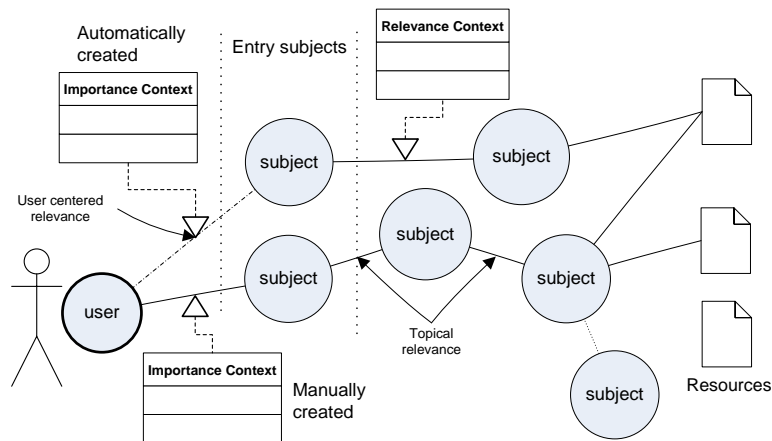 Automatically
created
Entry subjects
Relevance Context
Importance Context
subject
subject
User centered
relevance
subject
subject
subject
user
Topical
relevance
Importance Context
Manually
created
subject
Resources